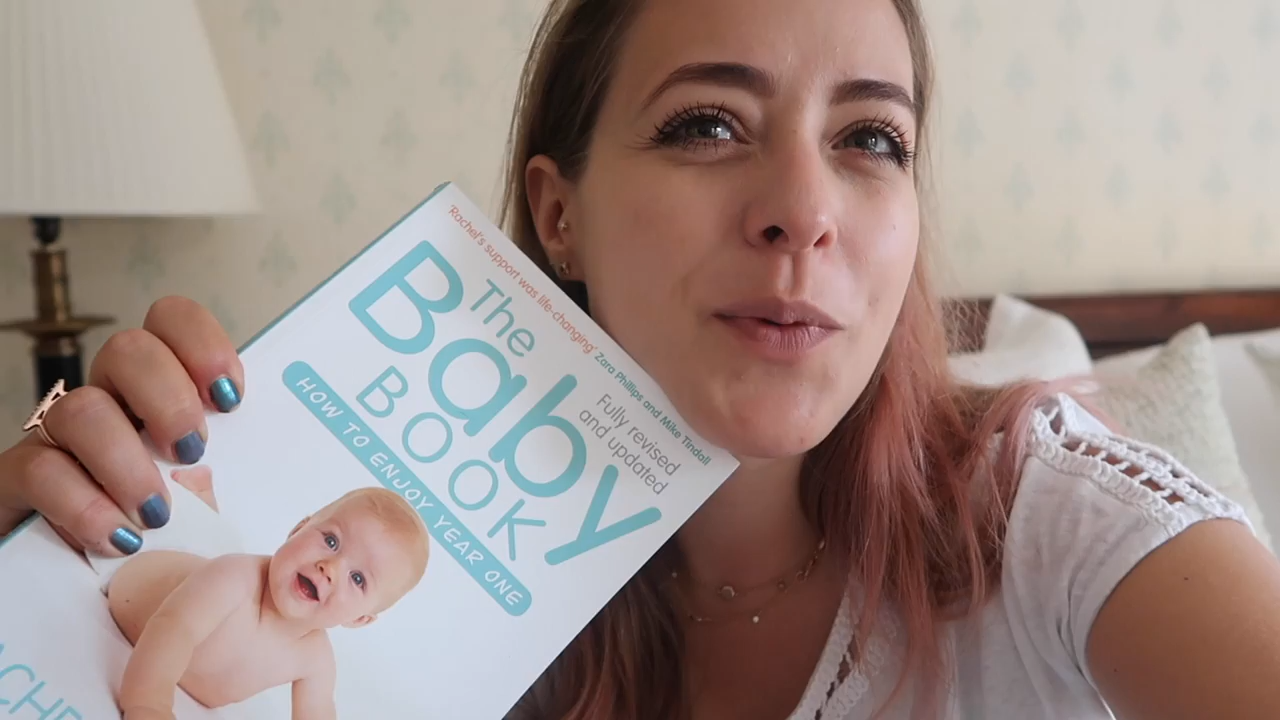 'Rachel's support was life-changing' Zara Phillips and Mike Tindall
The
Baby
BOOK
Fully revised
and updated
HOW TO ENJOY YEAR ONE